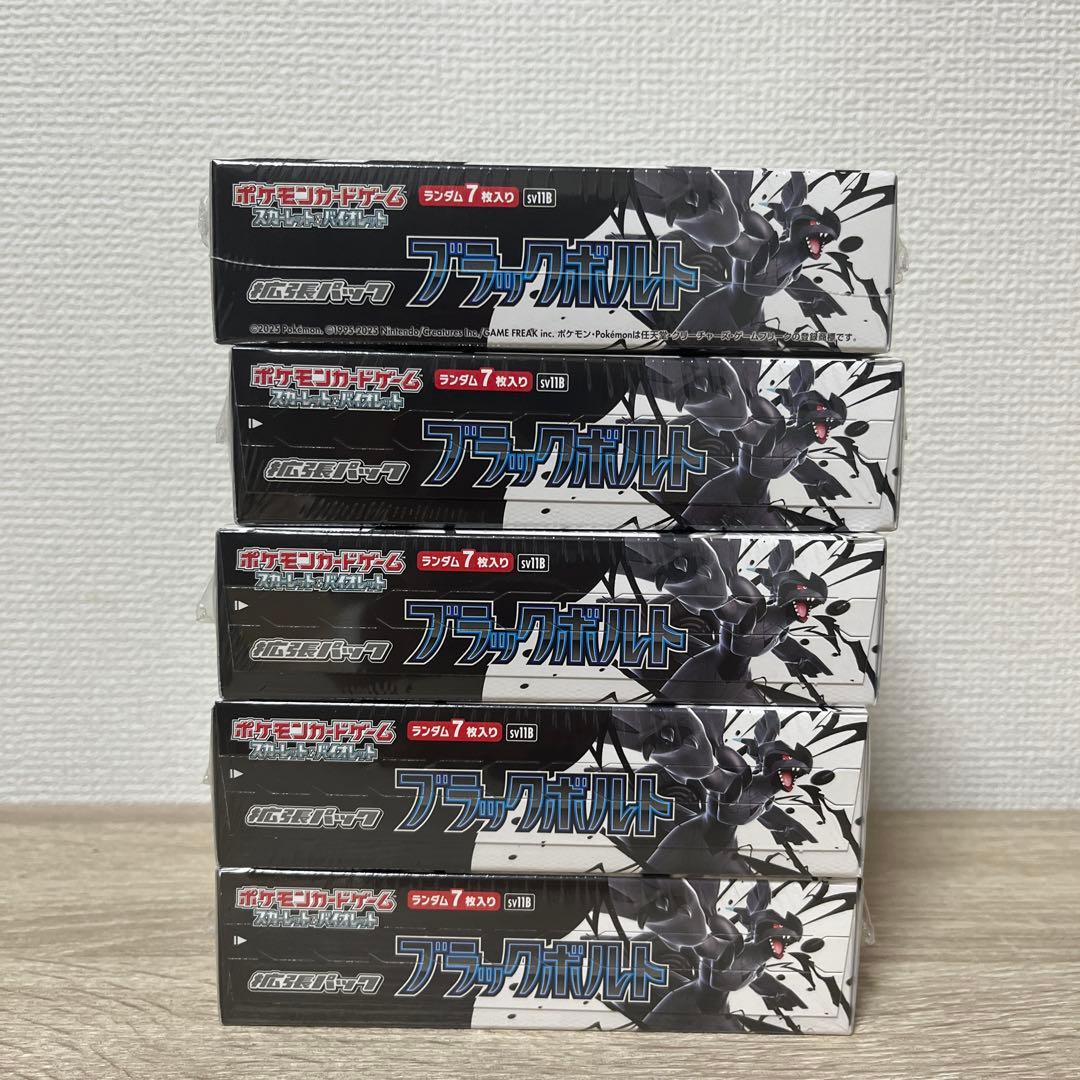 ポケモンカードゲーム ランダム7枚入り sv11B
スカーレット&バイオレット
ブラックボルト
拡張パック
©2025 Pokémon. ©1995-2025 Nintendo/Creatures Inc./GAME FREAK inc. ポケモン・Pokémonは任天堂・クリーチャーズ・ゲームフリークの登録商標です。
ポケモンカードゲーム ランダム7枚入り sv11B
スカーレット&バイオレット
ブラックボルト
拡張パック
ポケモンカードゲーム ランダム7枚入り sv11B
スカーレット&バイオレット
ブラックボルト
拡張パック
ポケモンカードゲーム ランダム7枚入り sv11B
スカーレット&バイオレット
ブラックボルト
拡張パック
ポケモンカードゲーム ランダム7枚入り sv11B
スカーレット&バイオレット
ブラックボルト
拡張パック